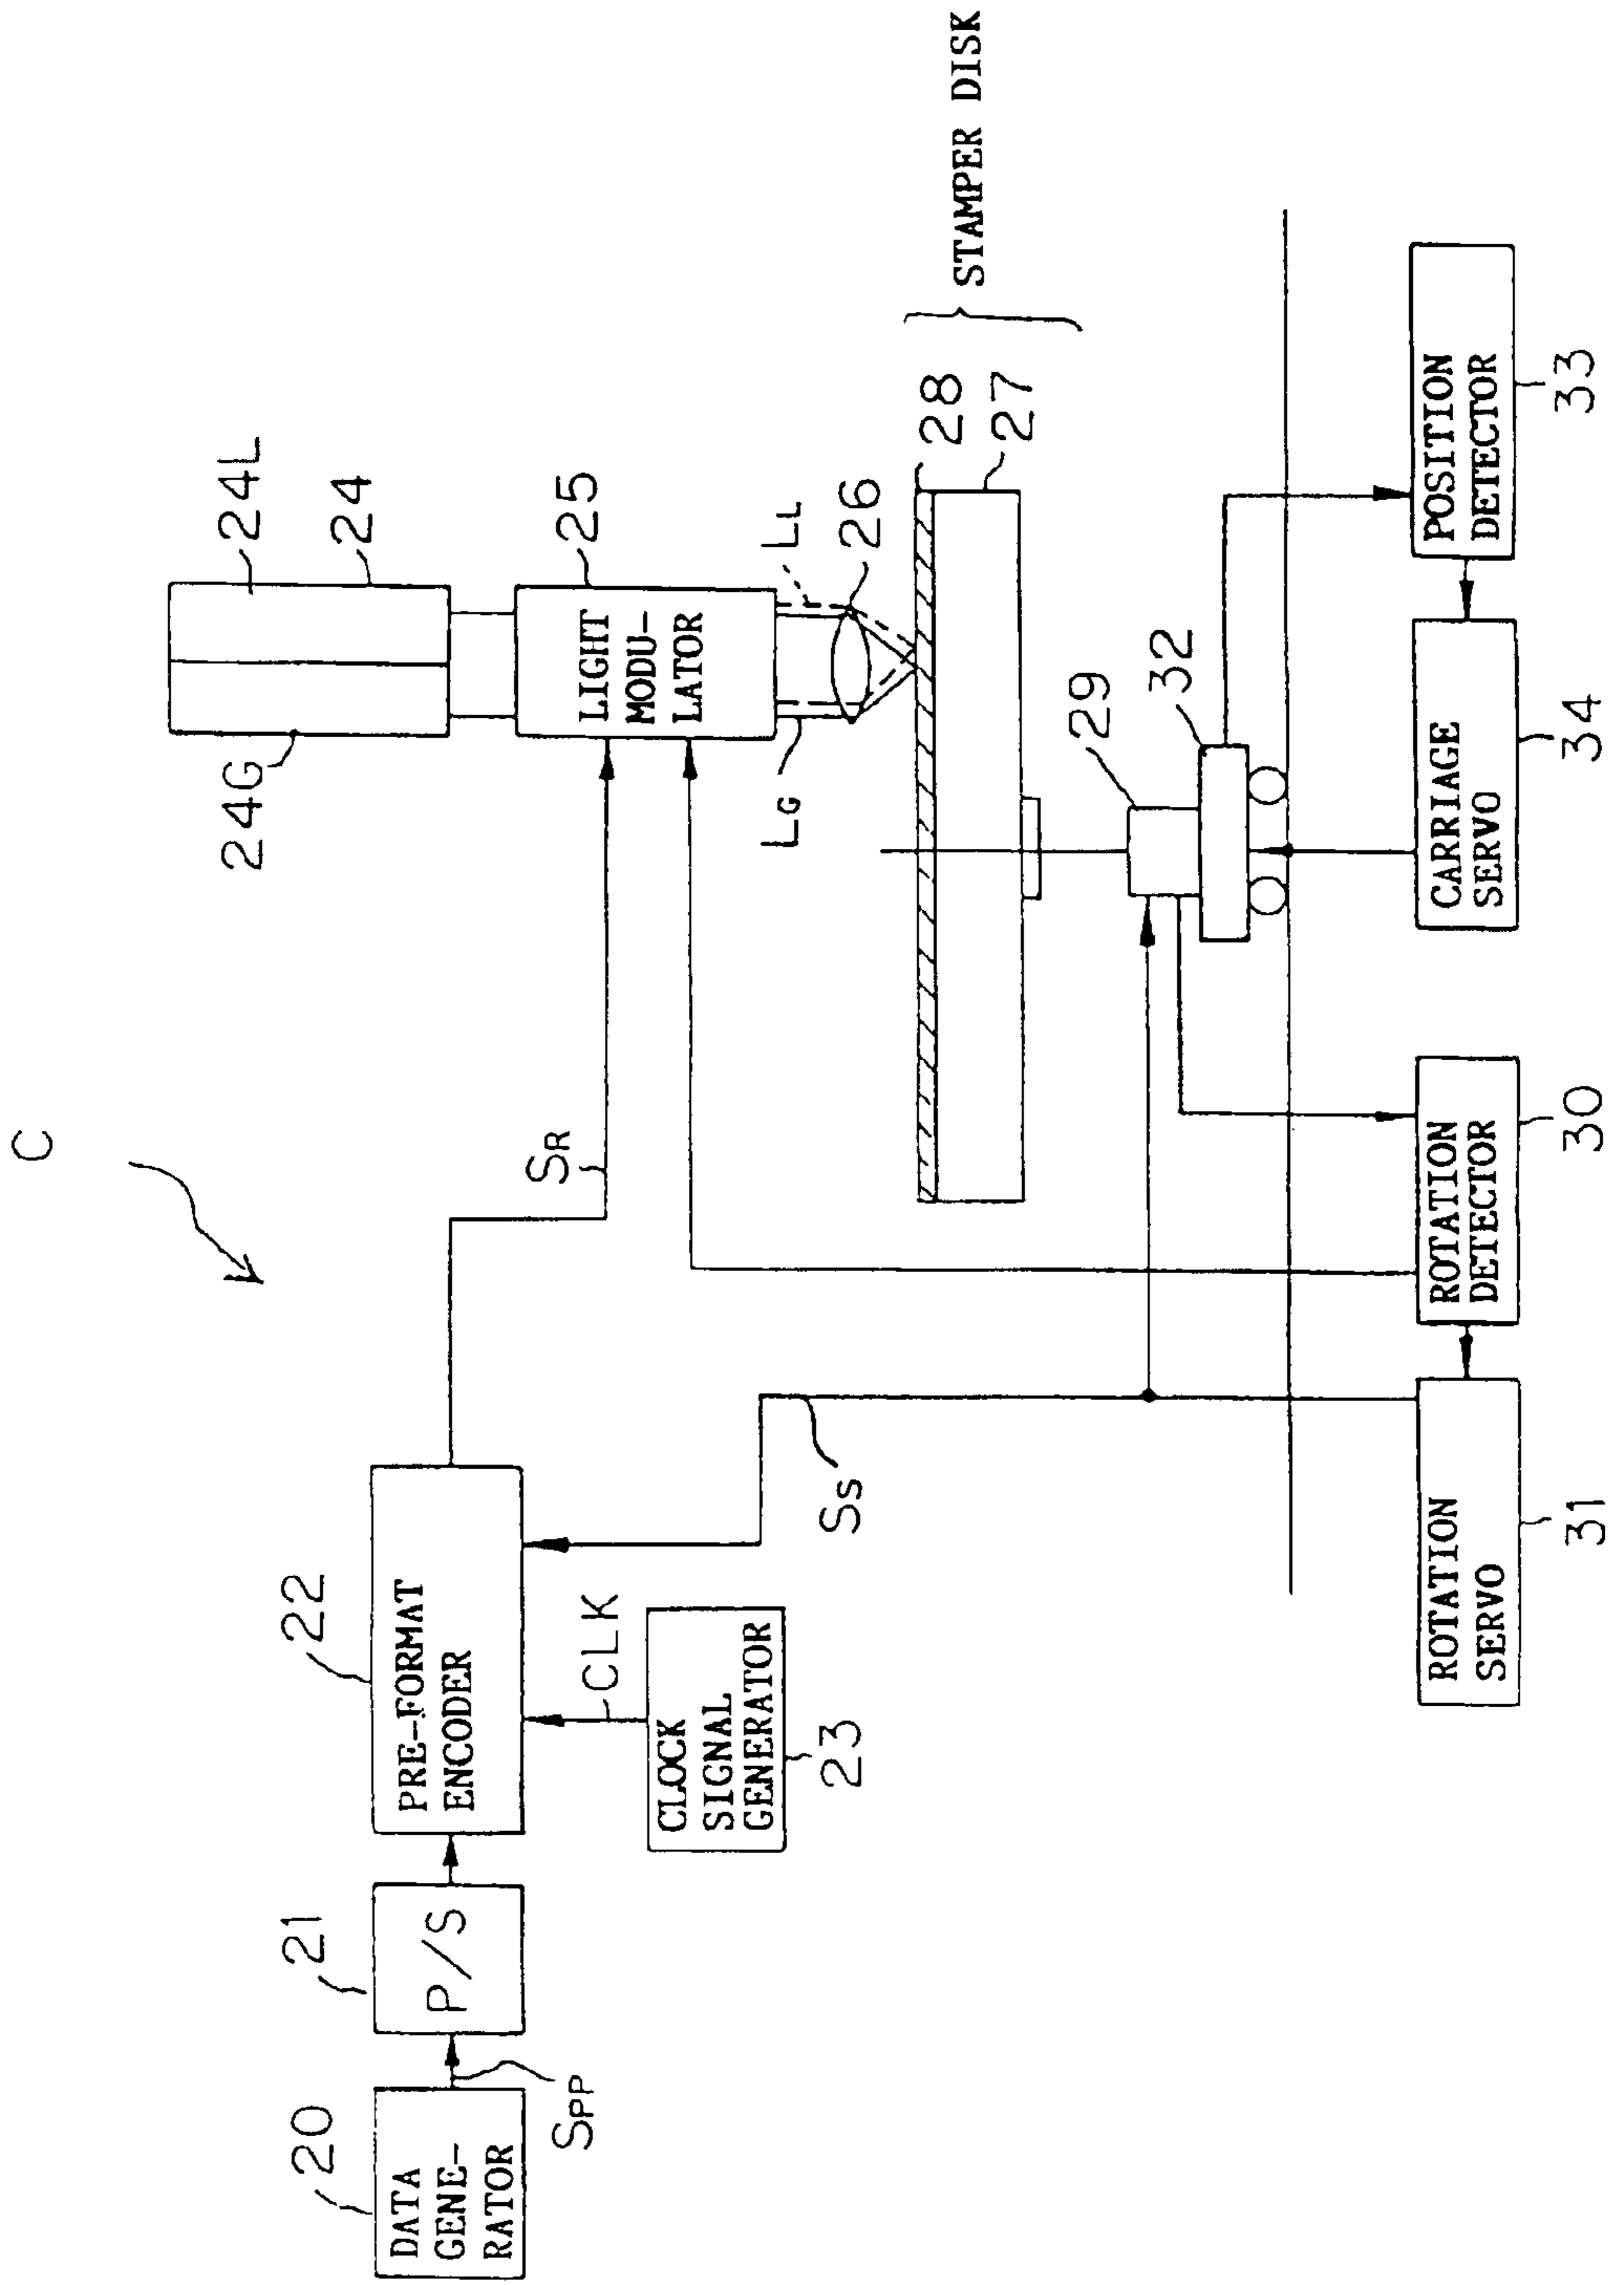 C
20
DATA
GENE-
RATOR
SPP
21
P/S
22
PRE-FORMAT
ENCODER
CLK
CLOCK
SIGNAL
GENERATOR
23
SS
SR
24G
24L
24
25
LIGHT
MODU-
LATOR
LG
LL
26
28
27
STAMPER DISK
29
32
ROTATION
SERVO
31
ROTATION
DETECTOR
30
CARRIAGE
SERVO
34
POSITION
DETECTOR
33